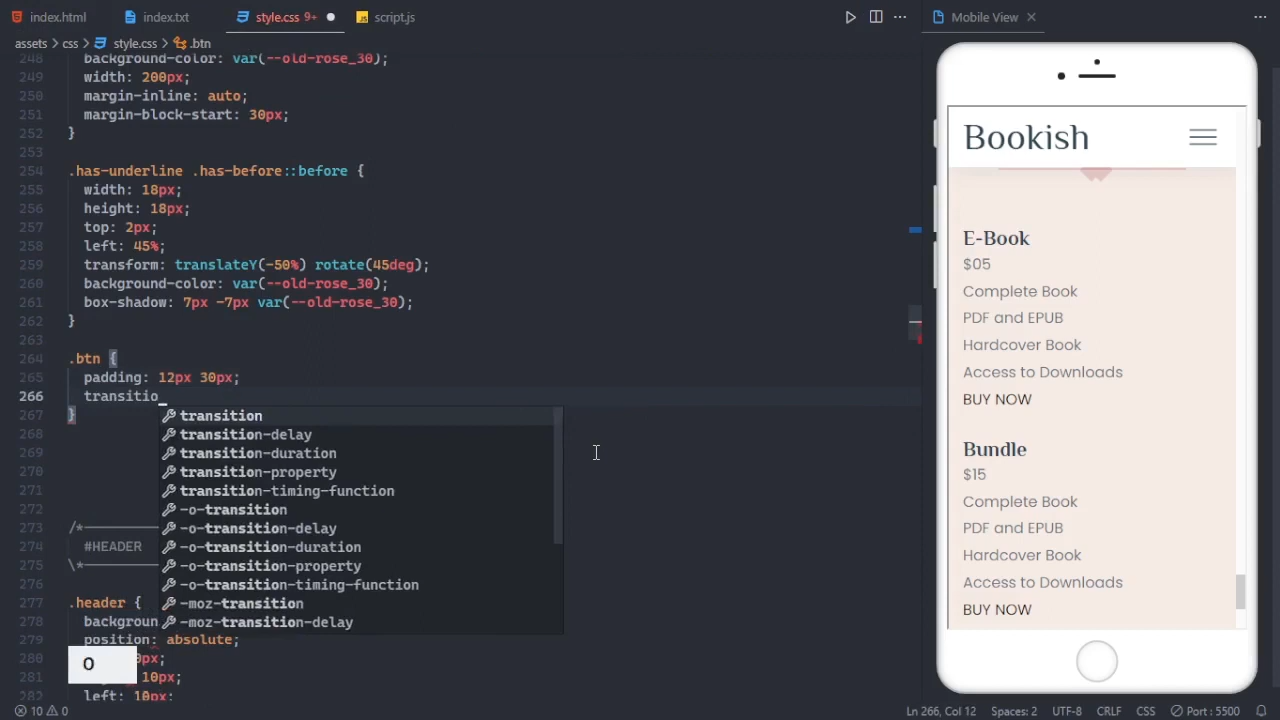 index.html
index.txt
style.css 9+
script.js
Mobile View
assets > css > style.css > .btn
248 background-color: var(--old-rose_30);
249 width: 200px;
250 margin-inline: auto;
251 margin-block-start: 30px;
252 }
253
254 .has-underline .has-before::before {
255 width: 18px;
256 height: 18px;
257 top: 2px;
258 left: 45%;
259 transform: translateY(-50%) rotate(45deg);
260 background-color: var(--old-rose_30);
261 box-shadow: 7px -7px var(--old-rose_30);
262 }
263
264 .btn {
265 padding: 12px 30px;
266 transitio
267 }
transition
268
transition-delay
269
transition-duration
270
transition-property
271
transition-timing-function
272
-o-transition
273 /*
-o-transition-delay
274 #HEADER
-o-transition-duration
275 \*
-o-transition-property
276
-o-transition-timing-function
277 .header {
-moz-transition
278 backgroun
-moz-transition-delay
279 position: absolute;
280 px;
O
281 10px;
282 left: 10px;
Bookish
E-Book
$05
Complete Book
PDF and EPUB
Hardcover Book
Access to Downloads
BUY NOW
Bundle
$15
Complete Book
PDF and EPUB
Hardcover Book
Access to Downloads
BUY NOW
10 0
Ln 266, Col 12 Spaces: 2 UTF-8 CRLF CSS Port : 5500